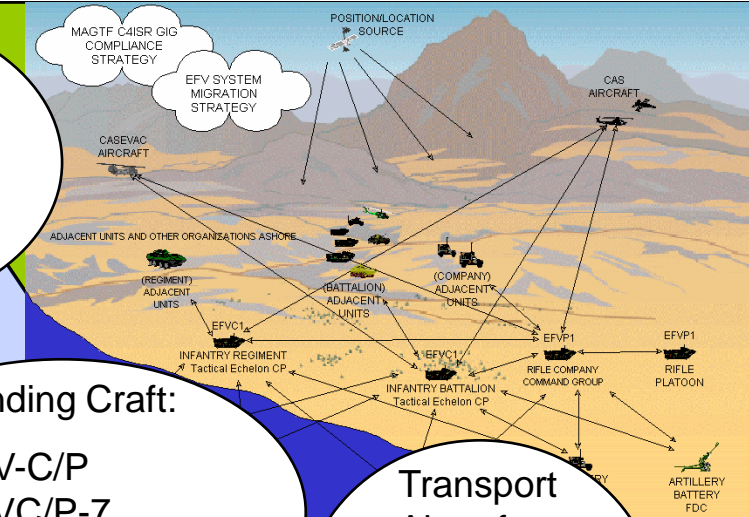 POSITION/LOCATION
SOURCE
MAGTF C4ISR GIG
COMPLIANCE
STRATEGY
EFV SYSTEM
MIGRATION
STRATEGY
CAS
AIRCRAFT
CASEVAC
AIRCRAFT
ADJACENT UNITS AND OTHER ORGANIZATIONS ASHORE
(REGIMENT)
ADJACENT
UNITS
(BATTALION)
ADJACENT
UNITS
(COMPANY)
ADJACENT
UNITS
EFVC1
INFANTRY REGIMENT
Tactical Echelon CP
EFVC1
INFANTRY BATTALION
Tactical Echelon CP
EFVP1
RIFLE COMPANY
COMMAND GROUP
EFVP1
RIFLE
PLATOON
ARTILLERY
BATTERY
FDC
Craft:
Transport